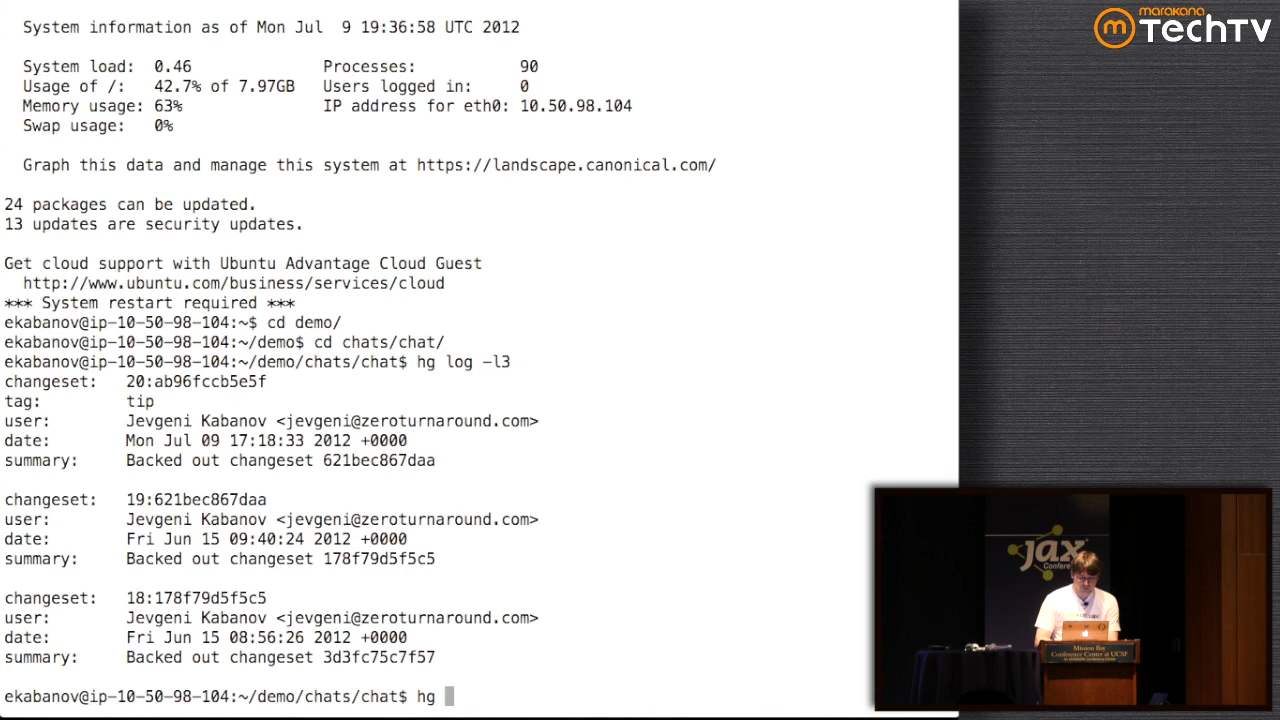 System information as of Mon Jul  9 19:36:58 UTC 2012
System load:  0.46               Processes:           90
Usage of /:   42.7% of 7.97GB   Users logged in:     0
Memory usage: 63%               IP address for eth0: 10.50.98.104
Swap usage:   0%
Graph this data and manage this system at https://landscape.canonical.com/
24 packages can be updated.
13 updates are security updates.
Get cloud support with Ubuntu Advantage Cloud Guest
http://www.ubuntu.com/business/services/cloud
*** System restart required ***
ekabanov@ip-10-50-98-104:~$ cd demo/
ekabanov@ip-10-50-98-104:~/demo$ cd chats/chat/
ekabanov@ip-10-50-98-104:~/demo/chats/chat$ hg log -l3
changeset:   20:ab96fccb5e5f
tag:         tip
user:        Jevgeni Kabanov <jevgeni@zeroturnaround.com>
date:        Mon Jul 09 17:18:33 2012 +0000
summary:     Backed out changeset 621bec867daa
changeset:   19:621bec867daa
user:        Jevgeni Kabanov <jevgeni@zeroturnaround.com>
date:        Fri Jun 15 09:40:24 2012 +0000
summary:     Backed out changeset 178f79d5f5c5
changeset:   18:178f79d5f5c5
user:        Jevgeni Kabanov <jevgeni@zeroturnaround.com>
date:        Fri Jun 15 08:56:26 2012 +0000
summary:     Backed out changeset 3d3fc75c7f57
ekabanov@ip-10-50-98-104:~/demo/chats/chat$ hg
marakana
m TechTV
jax
Conference
Mission Bay
Conference Center at UCSF